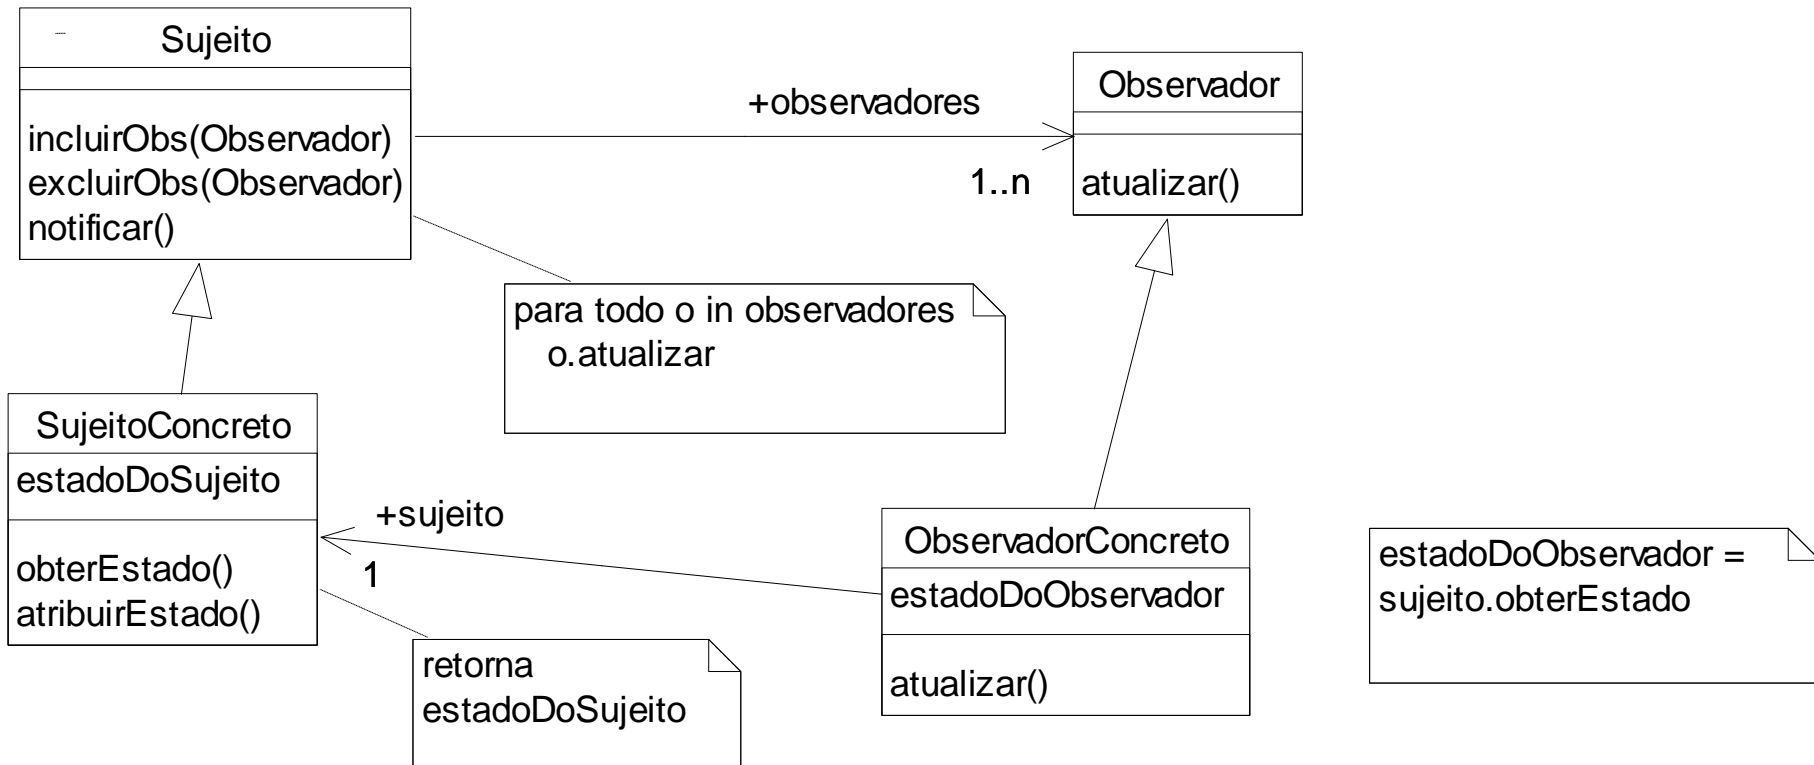 Sujeito
incluirObs(Observador)
excluirObs(Observador)
notificar()
+observadores
1..n
Observador
atualizar()
para todo o in observadores
o.atualizar
SujeitoConcreto
estadoDoSujeito
obterEstado()
atribuirEstado()
+sujeito
1
retorna
estadoDoSujeito
ObservadorConcreto
estadoDoObservador
atualizar()
estadoDoObservador =
sujeito.obterEstado